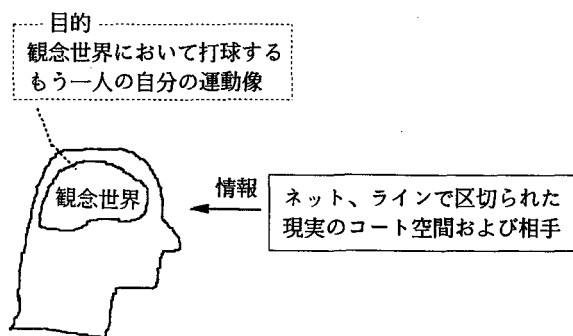 目的
観念世界において打球する
もう一人の自分の運動像
観念世界
情報
ネット、ラインで区切られた
現実のコート空間および相手